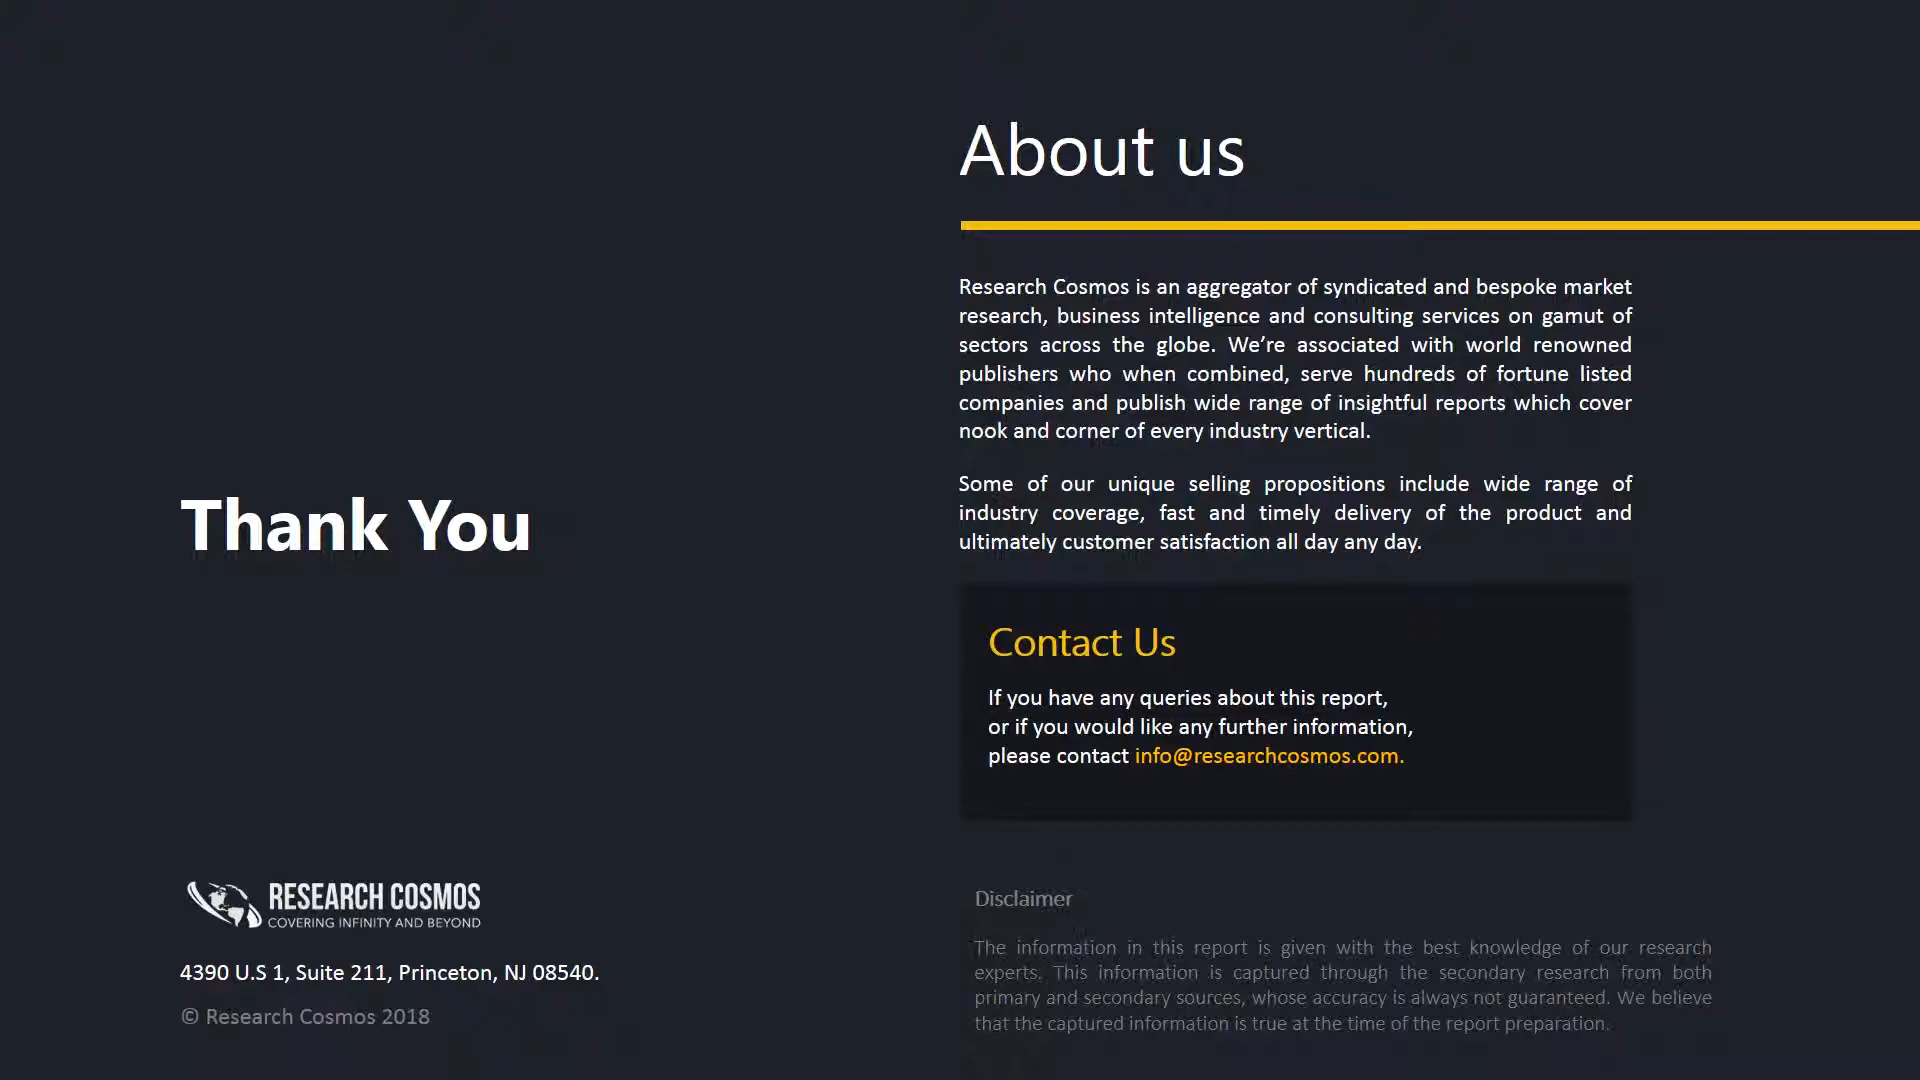 Thank You
RESEARCH COSMOS
COVERING INFINITY AND BEYOND
4390 U.S 1, Suite 211, Princeton, NJ 08540.
© Research Cosmos 2018
About us
Research Cosmos is an aggregator of syndicated and bespoke market
research, business intelligence and consulting services on gamut of
sectors across the globe. We’re associated with world renowned
publishers who when combined, serve hundreds of fortune listed
companies and publish wide range of insightful reports which cover
nook and corner of every industry vertical.
Some of our unique selling propositions include wide range of
industry coverage, fast and timely delivery of the product and
ultimately customer satisfaction all day any day.
Contact Us
If you have any queries about this report,
or if you would like any further information,
please contact info@researchcosmos.com.
Disclaimer
The information in this report is given with the best knowledge of our research
experts. This information is captured through the secondary research from both
primary and secondary sources, whose accuracy is always not guaranteed. We believe
that the captured information is true at the time of the report preparation.